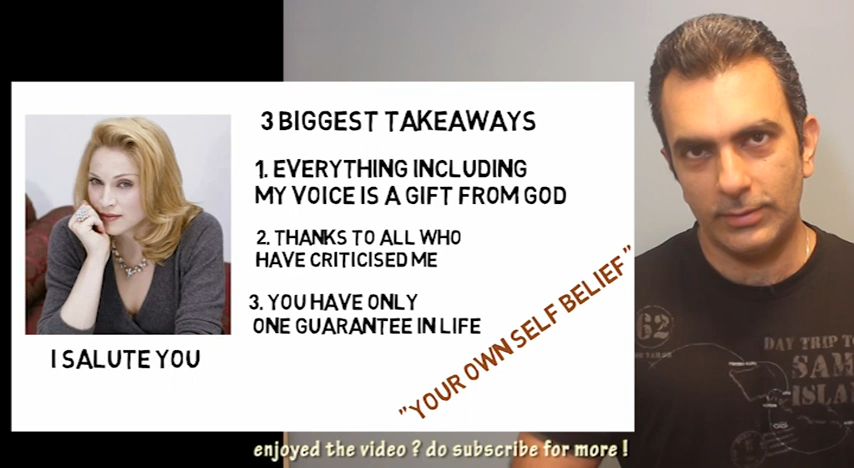 3 BIGGEST TAKEAWAYS
1. EVERYTHING INCLUDING
MY VOICE IS A GIFT FROM GOD
2. THANKS TO ALL WHO
HAVE CRITICISED ME
3. YOU HAVE ONLY
ONE GUARANTEE IN LIFE
"YOUR OWN SELF BELIEF"
I SALUTE YOU
62
DAY TRIP TO
SAM
ISLA
enjoyed the video ? do subscribe for more !